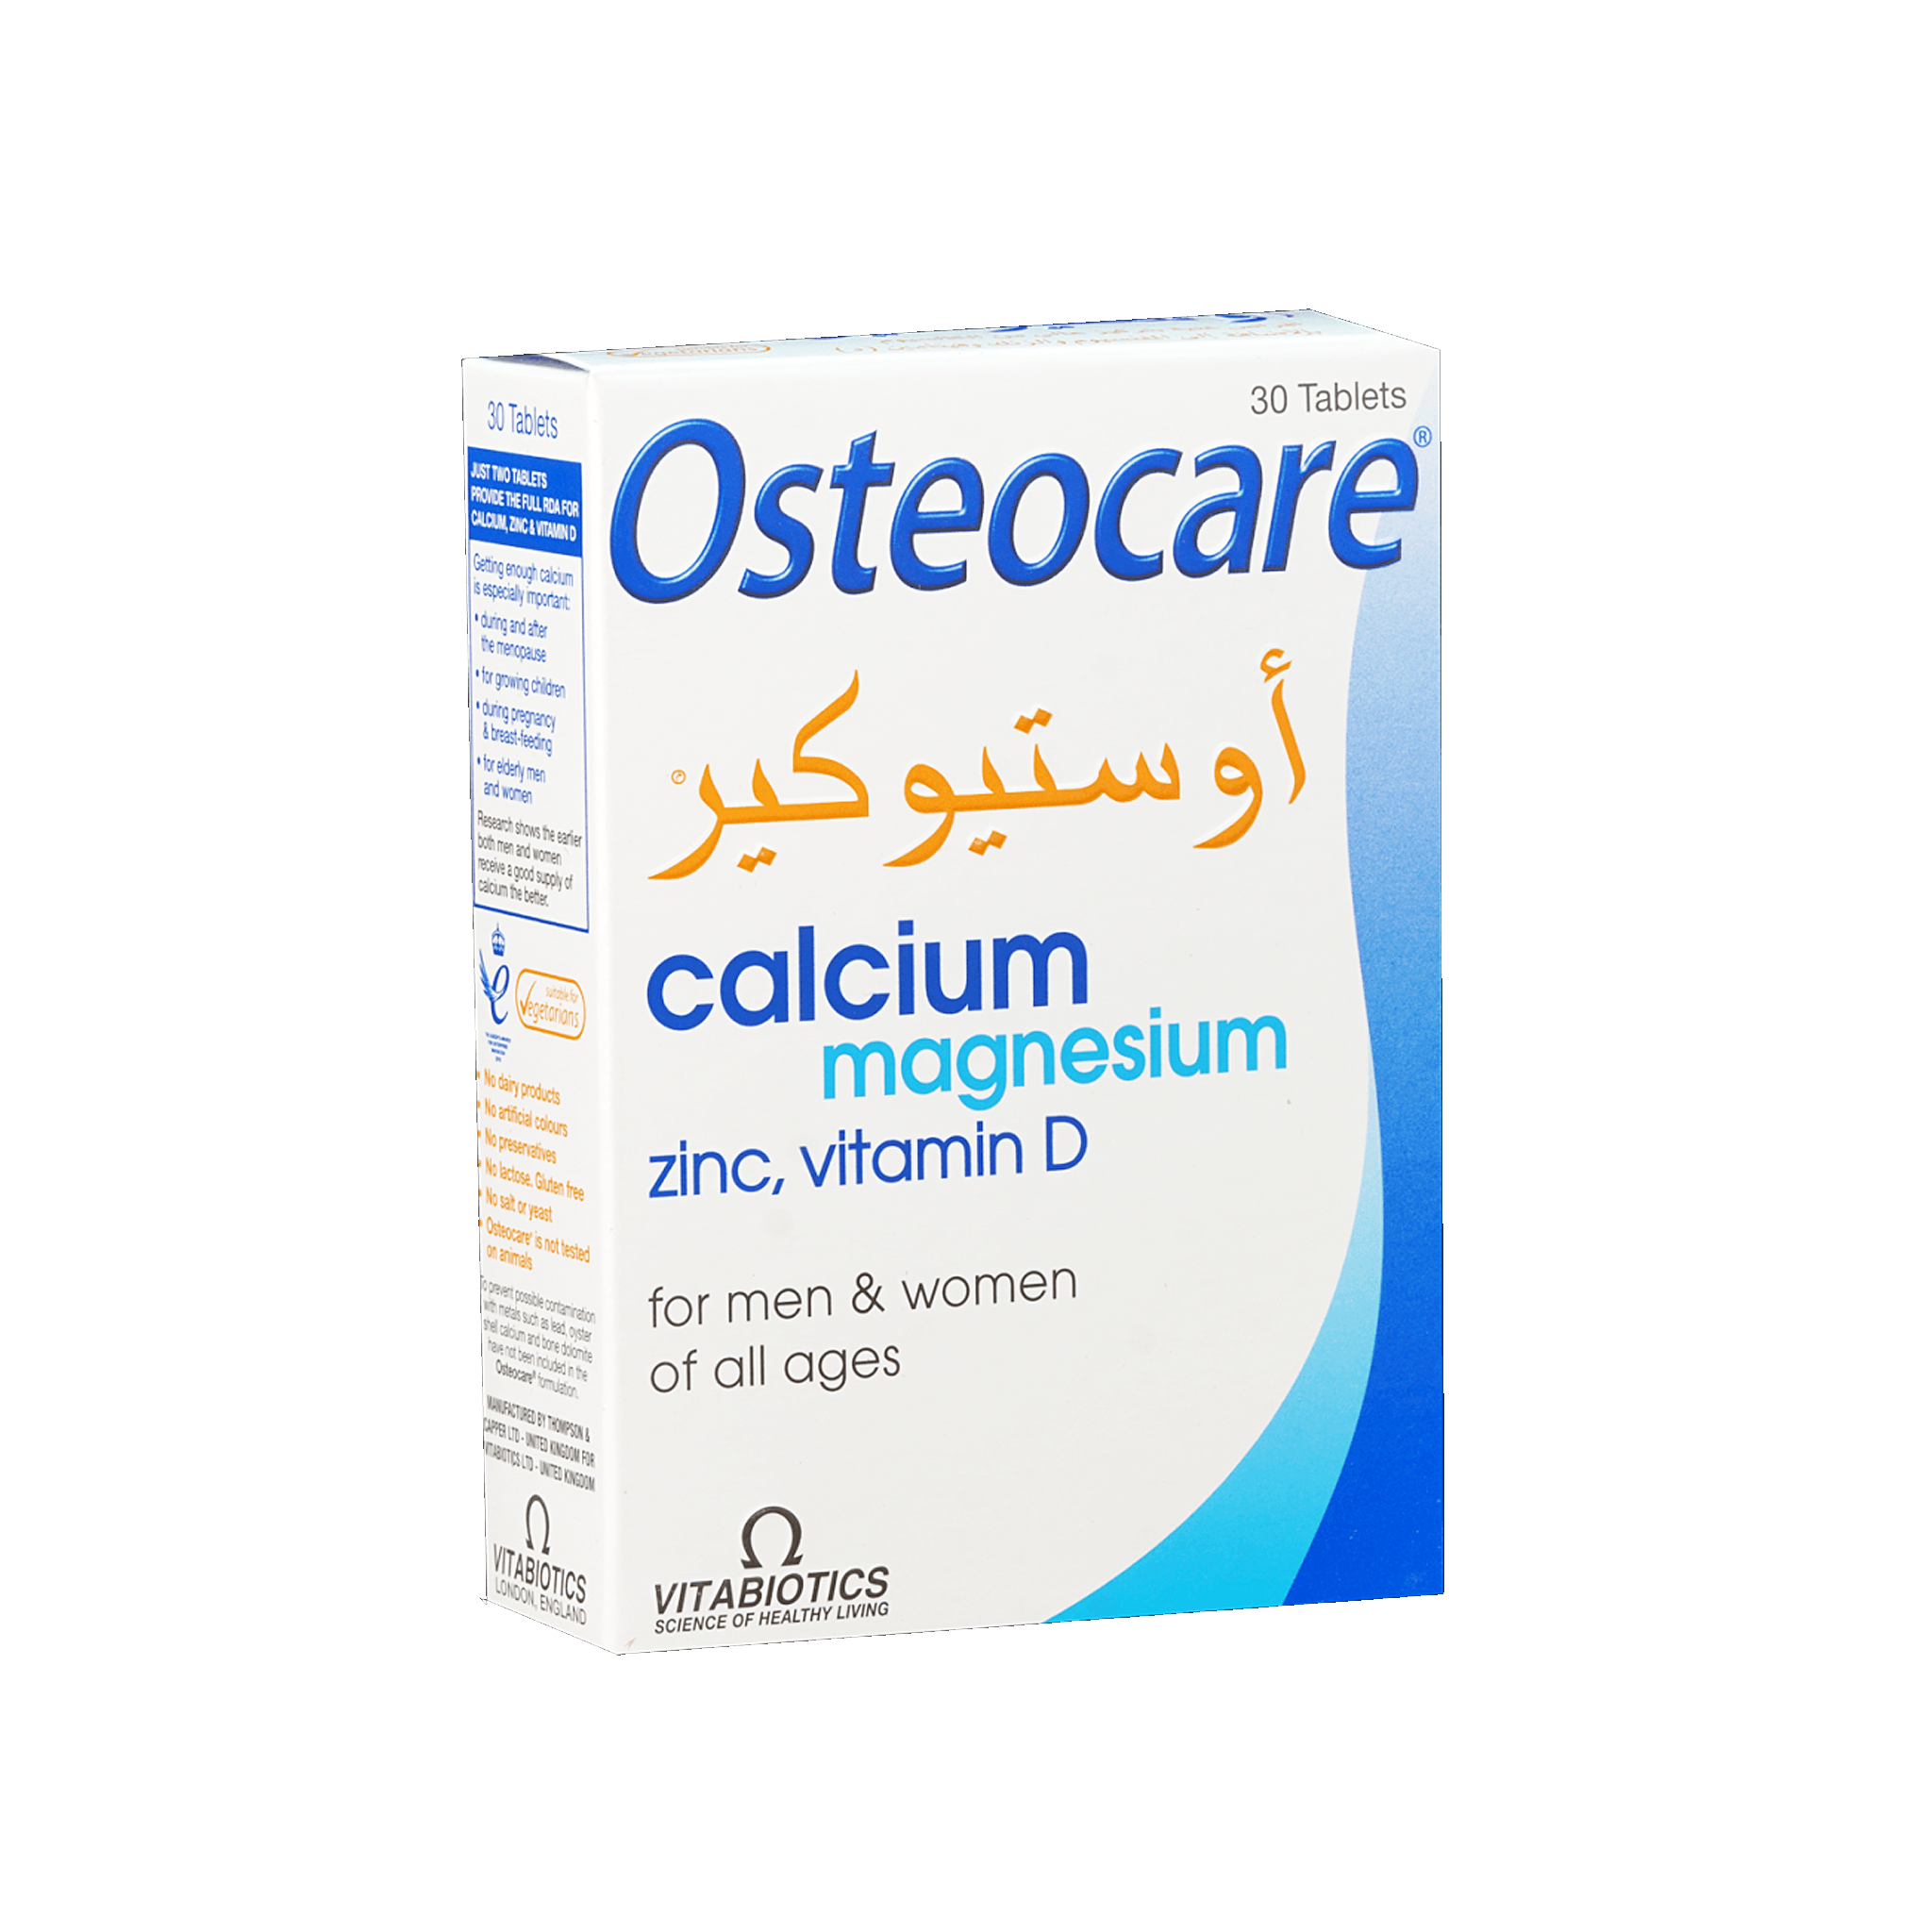 30 Tablets
Osteocare®
أوستيوكير
calcium
magnesium
zinc, vitamin D
for men & women
of all ages
Ω
VITABIOTICS
SCIENCE OF HEALTHY LIVING
30 Tablets
JUST TWO TABLETS
PROVIDE THE FULL RDA FOR
CALCIUM, ZINC & VITAMIN D
Getting enough calcium
is especially important:
• during and after
the menopause
• for growing children
• during pregnancy
& breast-feeding
• for elderly men
and women
Research shows the earlier
both men and women
receive a good supply of
calcium the better.
suitable for
Vegetarians
• No dairy products
• No artificial colours
• No preservatives
• No lactose. Gluten free
• No salt or yeast
• Osteocare® is not tested
on animals
To prevent possible contamination
with metals such as lead, oyster
shell calcium and bone dolomite
have not been included in the
Osteocare® formulation.
MANUFACTURED BY THOMPSON &
CAPPER LTD - UNITED KINGDOM FOR
VITABIOTICS LTD - UNITED KINGDOM
Ω
VITABIOTICS
LONDON, ENGLAND
Vegetarians